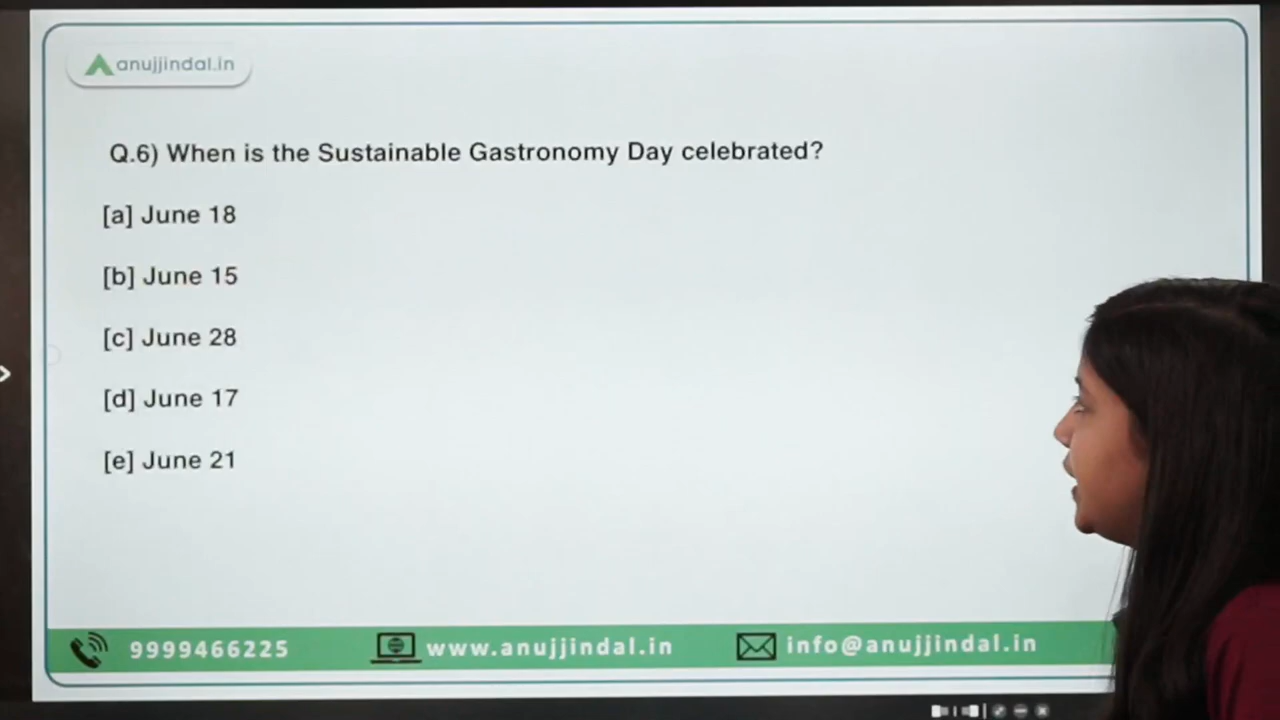 anujjindal.in
Q.6) When is the Sustainable Gastronomy Day celebrated?
[a] June 18
[b] June 15
[c] June 28
[d] June 17
[e] June 21
9999466225 www.anujjindal.in info@anujjindal.in